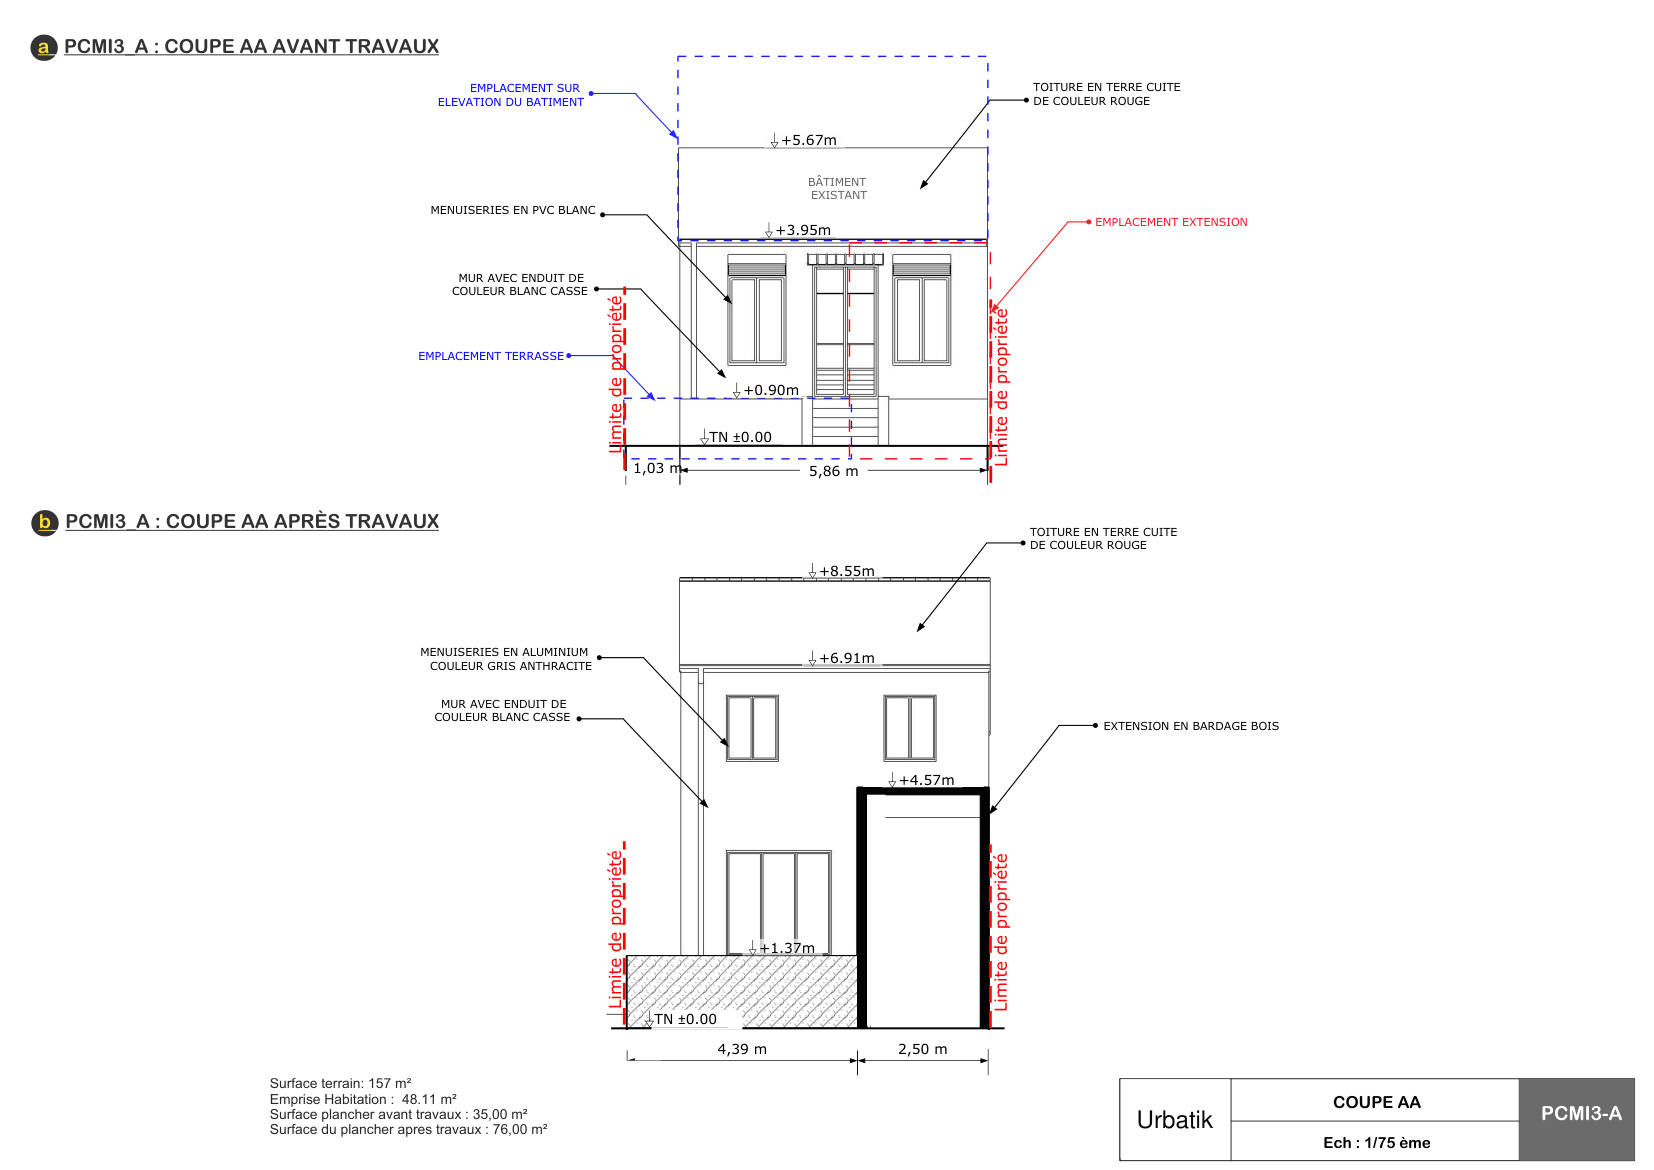 a PCMI3_A : COUPE AA AVANT TRAVAUX
EMPLACEMENT SUR
ELEVATION DU BATIMENT
TOITURE EN TERRE CUITE
DE COULEUR ROUGE
+5.67m
BÂTIMENT
EXISTANT
MENUISERIES EN PVC BLANC
EMPLACEMENT EXTENSION
+3.95m
MUR AVEC ENDUIT DE
COULEUR BLANC CASSE
Limite de propriété
Limite de propriété
EMPLACEMENT TERRASSE
+0.90m
TN ±0.00
1,03 m
5,86 m
b PCMI3_A : COUPE AA APRÈS TRAVAUX
TOITURE EN TERRE CUITE
DE COULEUR ROUGE
+8.55m
MENUISERIES EN ALUMINIUM
COULEUR GRIS ANTHRACITE
+6.91m
MUR AVEC ENDUIT DE
COULEUR BLANC CASSE
EXTENSION EN BARDAGE BOIS
+4.57m
Limite de propriété
Limite de propriété
+1.37m
TN ±0.00
4,39 m
2,50 m
Surface terrain: 157 m²
Emprise Habitation : 48.11 m²
Surface plancher avant travaux : 35,00 m²
Surface du plancher apres travaux : 76,00 m²
Urbatik
COUPE AA
Ech : 1/75 ème
PCMI3-A